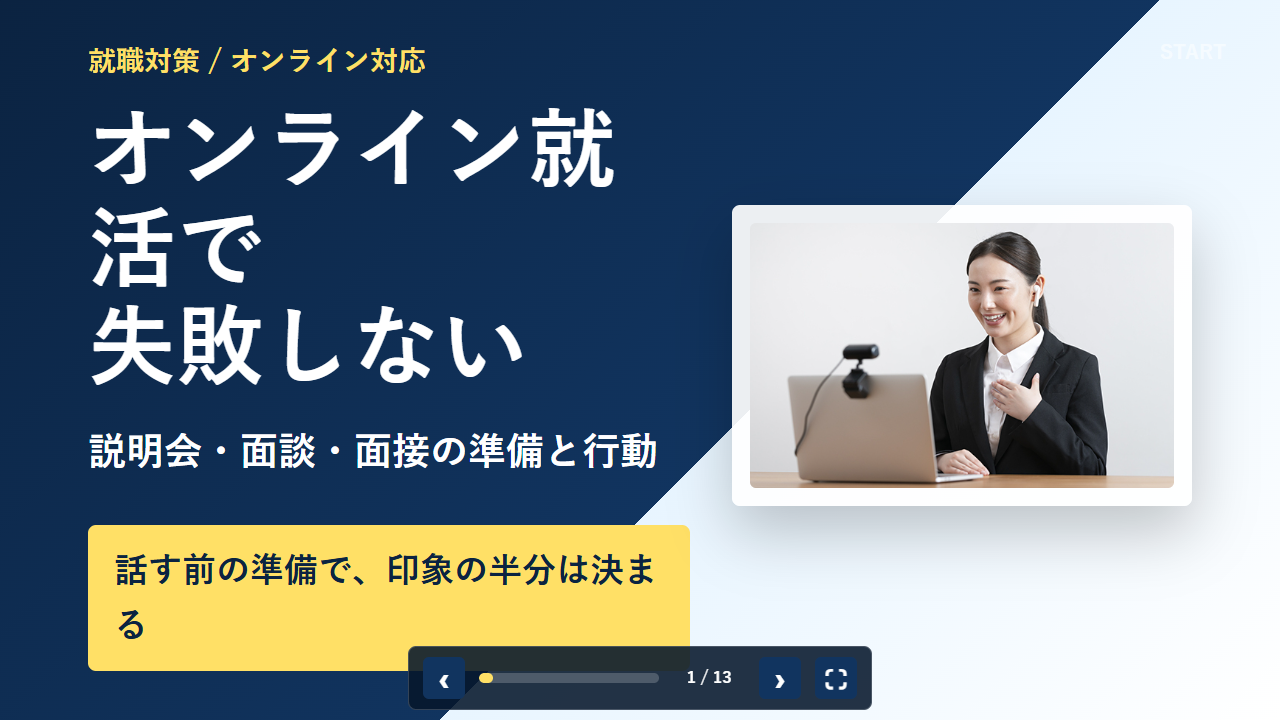 就職対策 / オンライン対応
START
オンライン就
活で
失敗しない
説明会・面談・面接の準備と行動
話す前の準備で、印象の半分は決ま
る
1 / 13